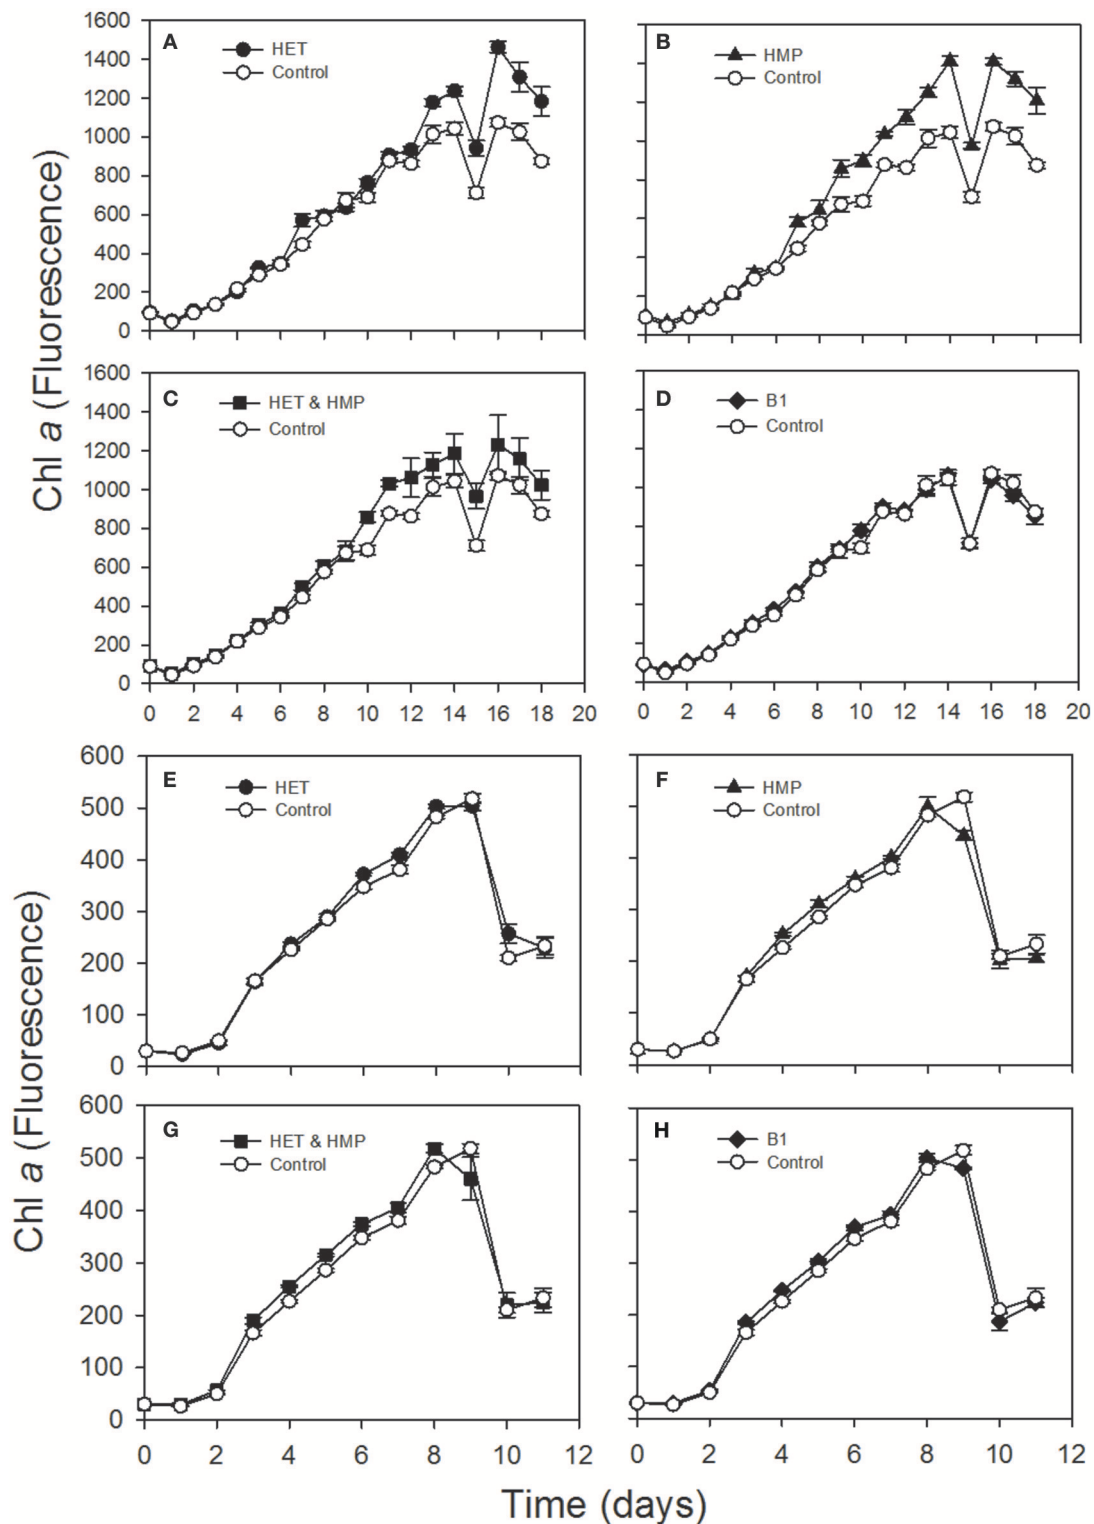 A
HET
Control
B
HMP
Control
1600
1400
1200
1000
800
600
400
200
0
Chl a (Fluorescence)
C
HET & HMP
Control
D
B1
Control
1600
1400
1200
1000
800
600
400
200
0
0 2 4 6 8 10 12 14 16 18 20
0 2 4 6 8 10 12 14 16 18 20
E
HET
Control
F
HMP
Control
600
500
400
300
200
100
0
Chl a (Fluorescence)
G
HET & HMP
Control
H
B1
Control
600
500
400
300
200
100
0
0 2 4 6 8 10 12
0 2 4 6 8 10 12
Time (days)